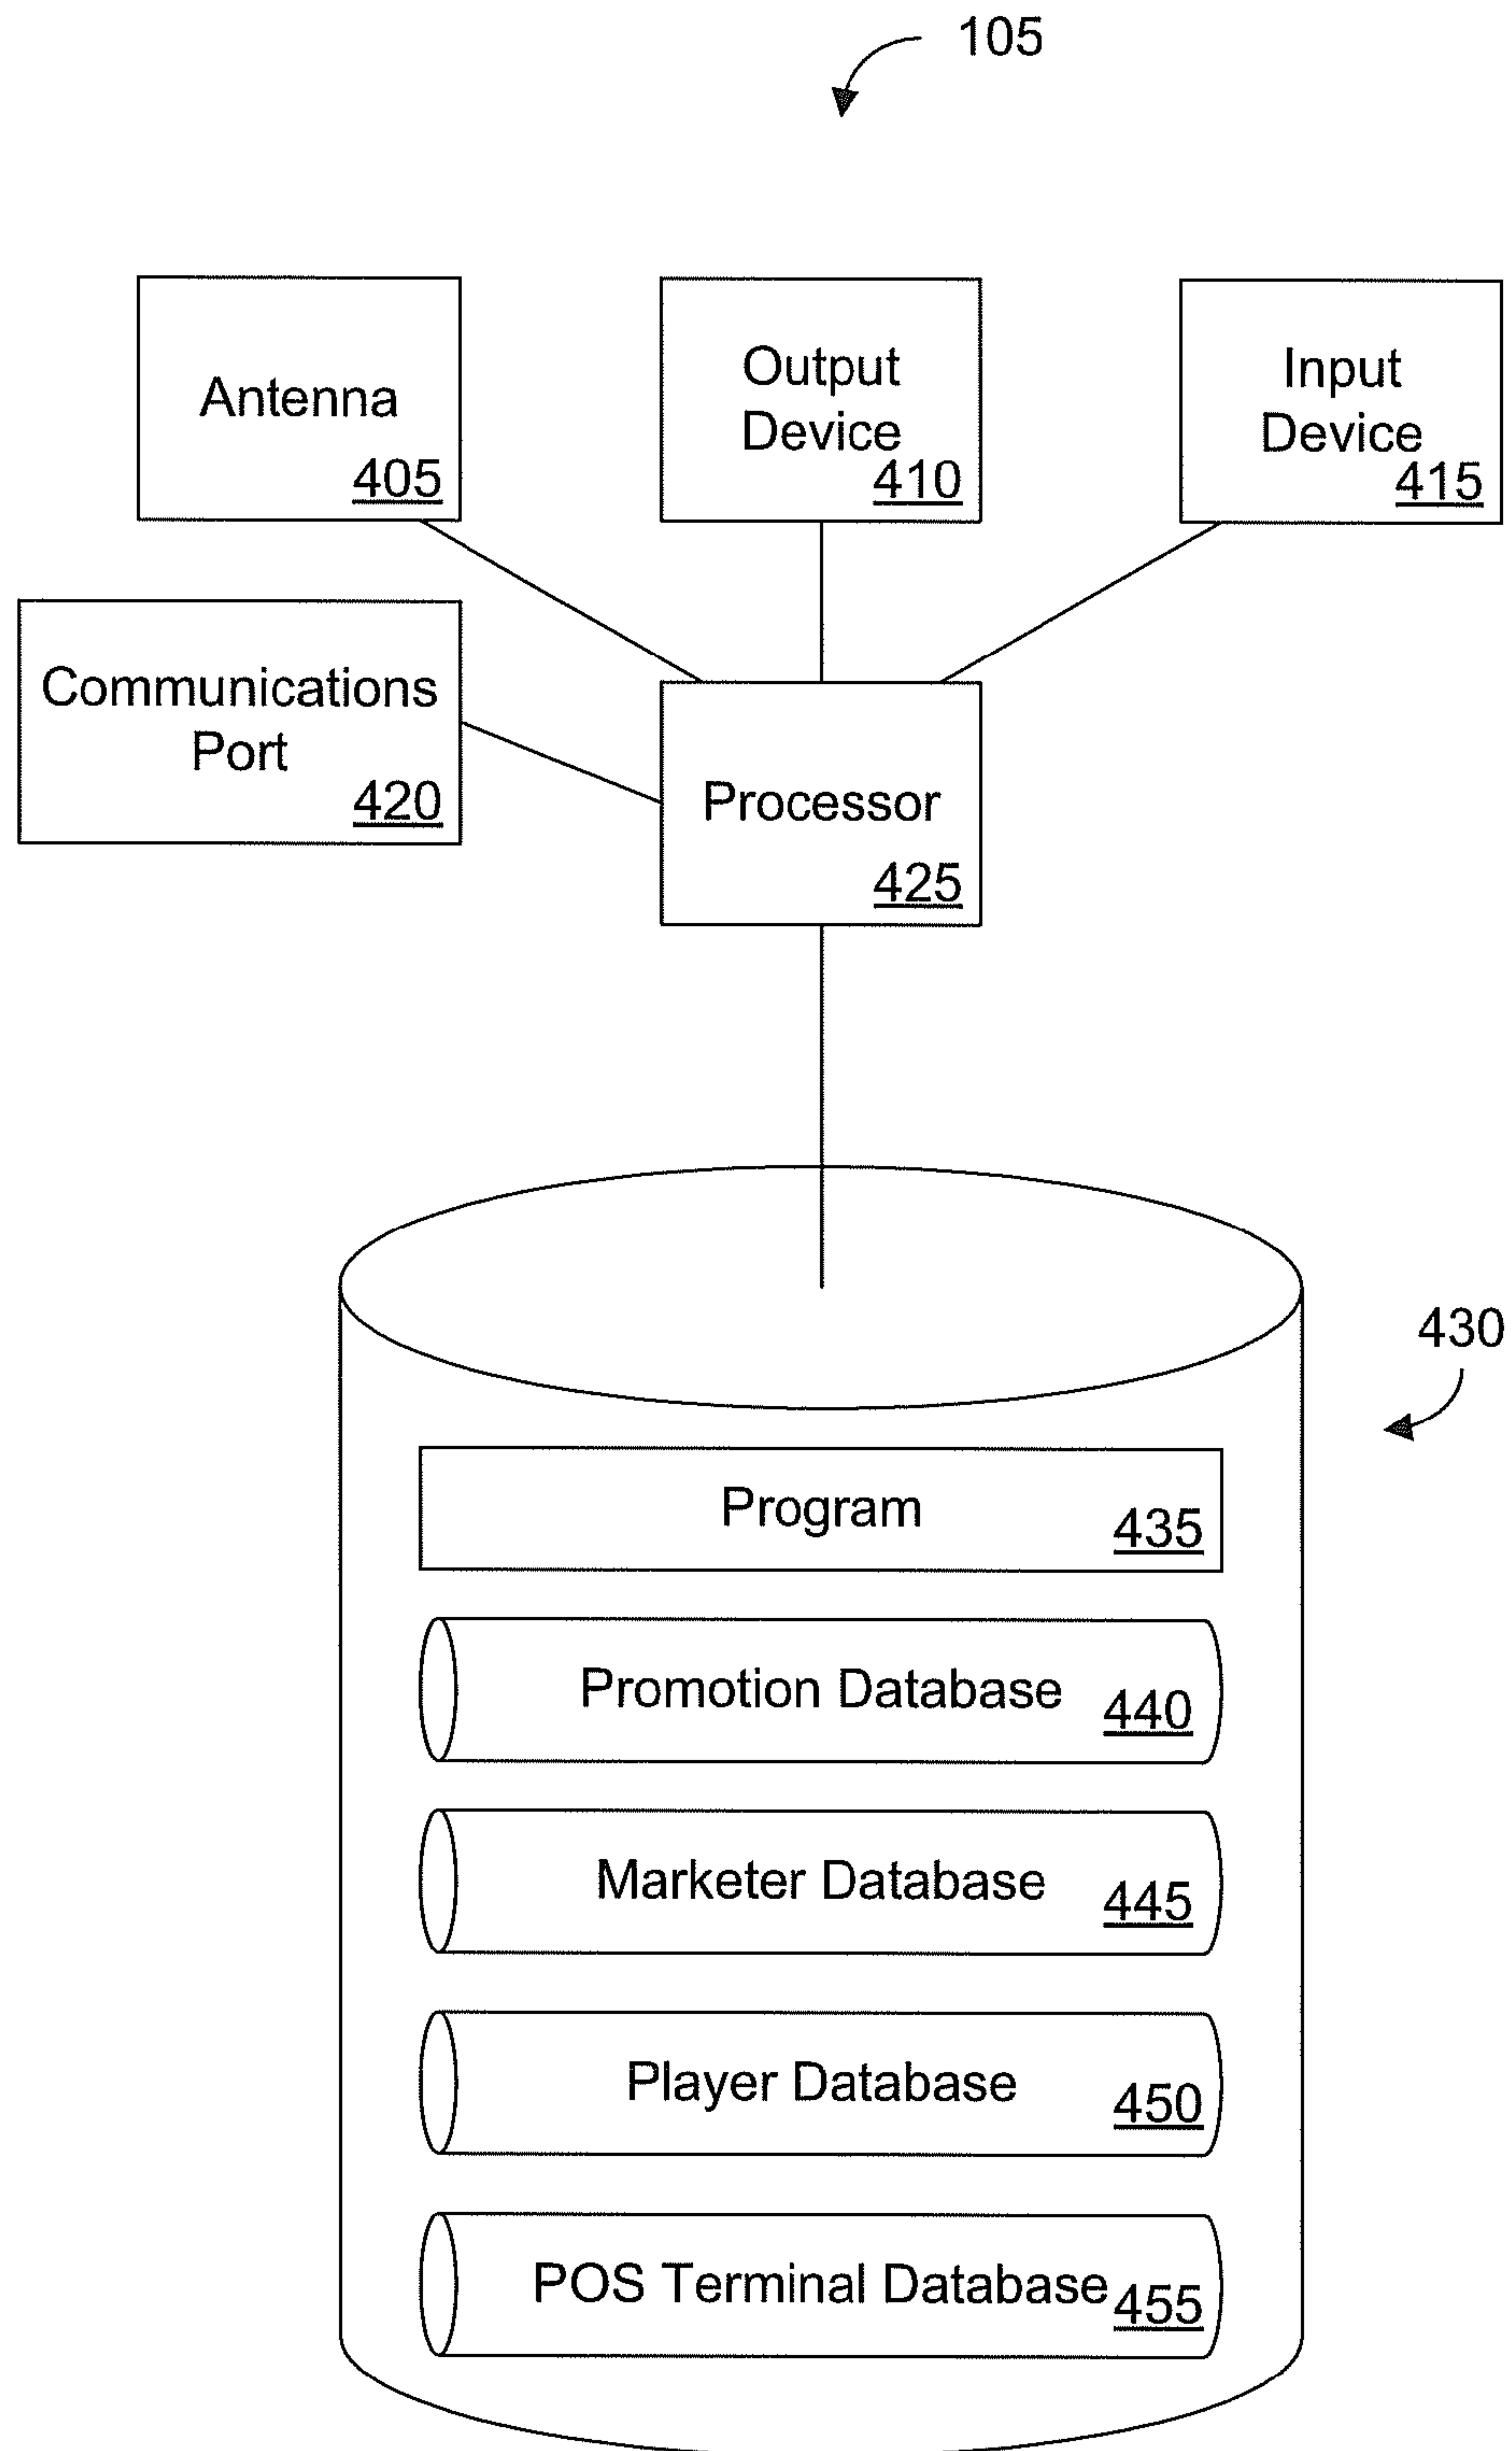 105
Antenna
405
Output
Device
410
Input
Device
415
Communications
Port
420
Processor
425
430
Program
435
Promotion Database
440
Marketer Database
445
Player Database
450
POS Terminal Database
455